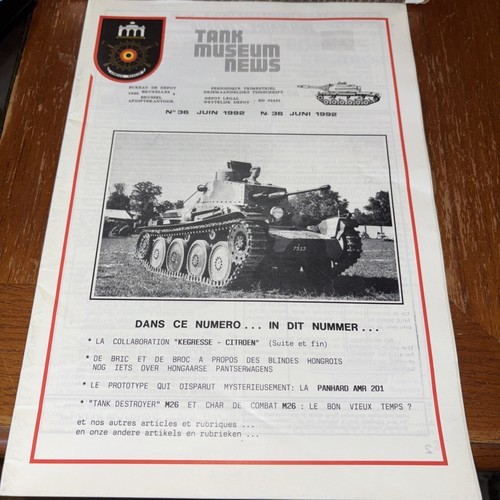 TANK
MUSEUM
NEWS
BUREAU DE DEPOT
1040 BRUXELLES
BRUSSEL
AFGIFTEKANTOOR
PERIODIQUE TRIMESTRIEL
DRIEMAANDELIJKS TIJDSCHRIFT
DEPOT LEGAL
WETTELIJK DEPOT : BD
N° 36 JUIN 1992 N. 36 JUNI 1992
DANS CE NUMERO... IN DIT NUMMER...
* LA COLLABORATION "KEGRESSE - CITROEN" (Suite et fin)
* DE BRIC ET DE BROC A PROPOS DES BLINDES HONGROIS
NOG IETS OVER HONGAARSE PANTSERWAGENS
* LE PROTOTYPE QUI DISPARUT MYSTERIEUSEMENT: LA PANHARD AMR 201
* "TANK DESTROYER" M26 ET CHAR DE COMBAT M26 : LE BON VIEUX TEMPS ?
et nos autres articles et rubriques ...
en onze andere artikels en rubrieken ...